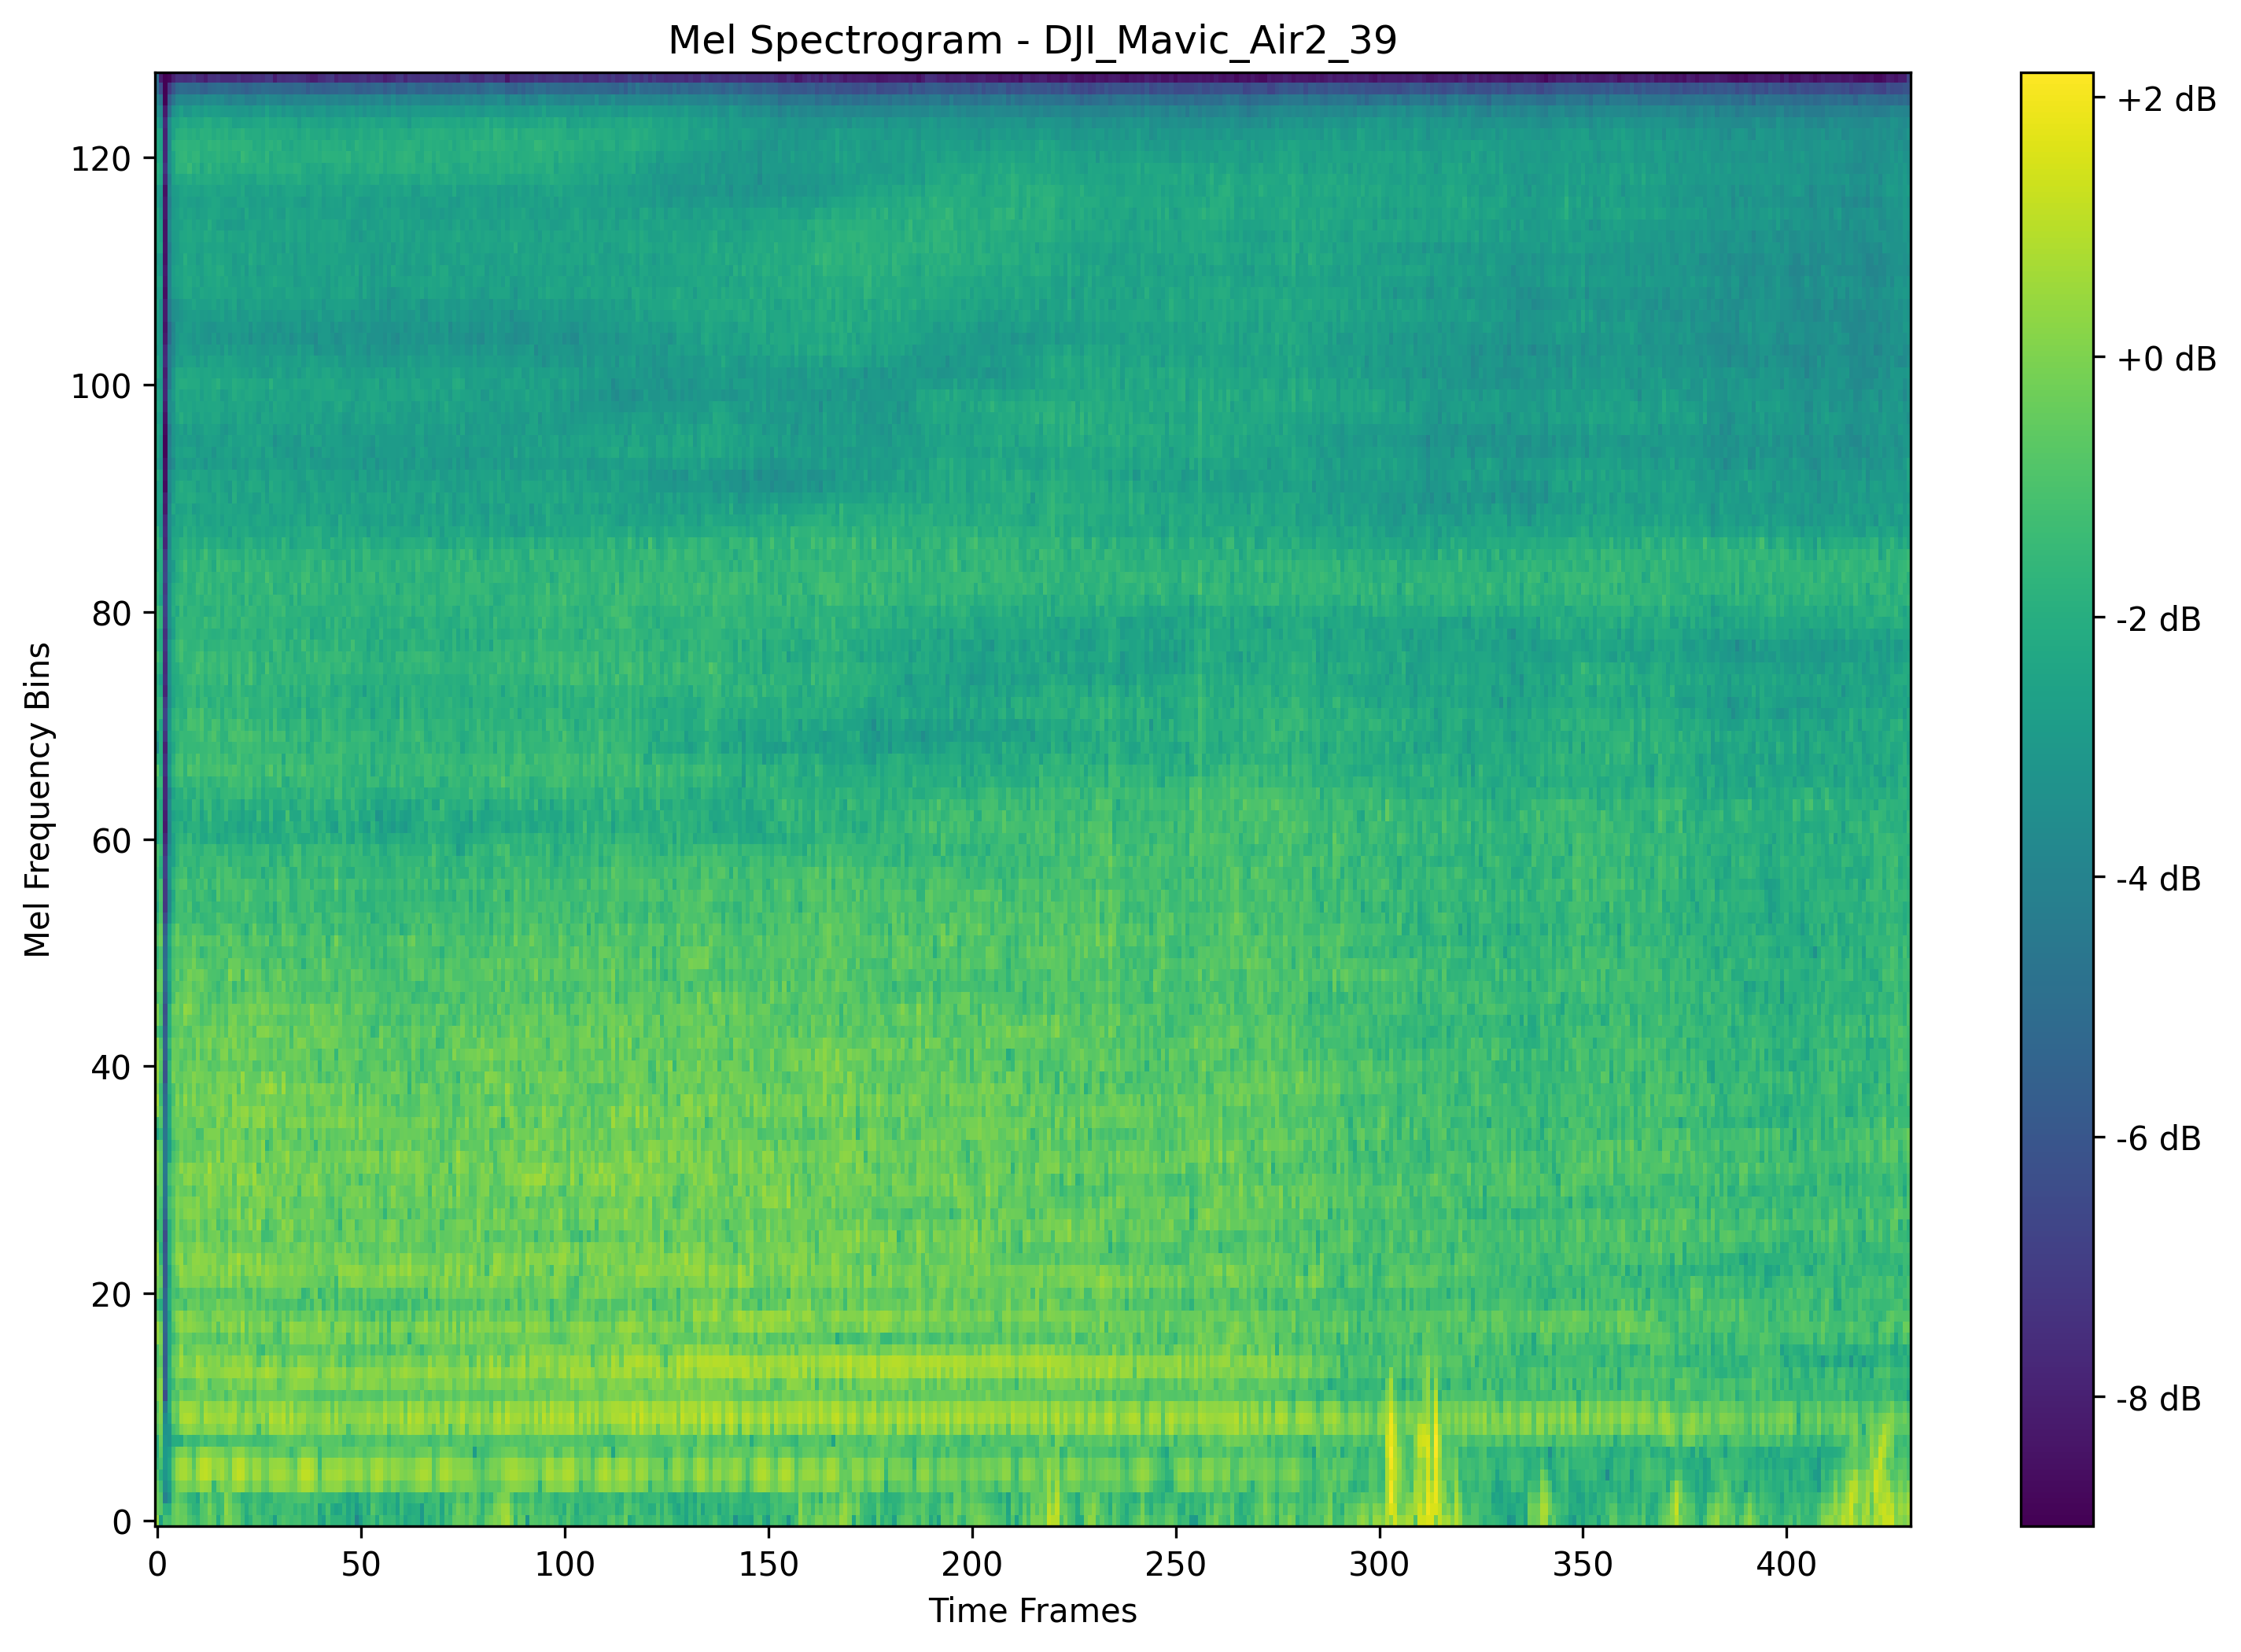 Mel Spectrogram - DJI_Mavic_Air2_39
Mel Frequency Bins
120
100
80
60
40
20
0
0 50 100 150 200 250 300 350 400
Time Frames
+2 dB
+0 dB
-2 dB
-4 dB
-6 dB
-8 dB